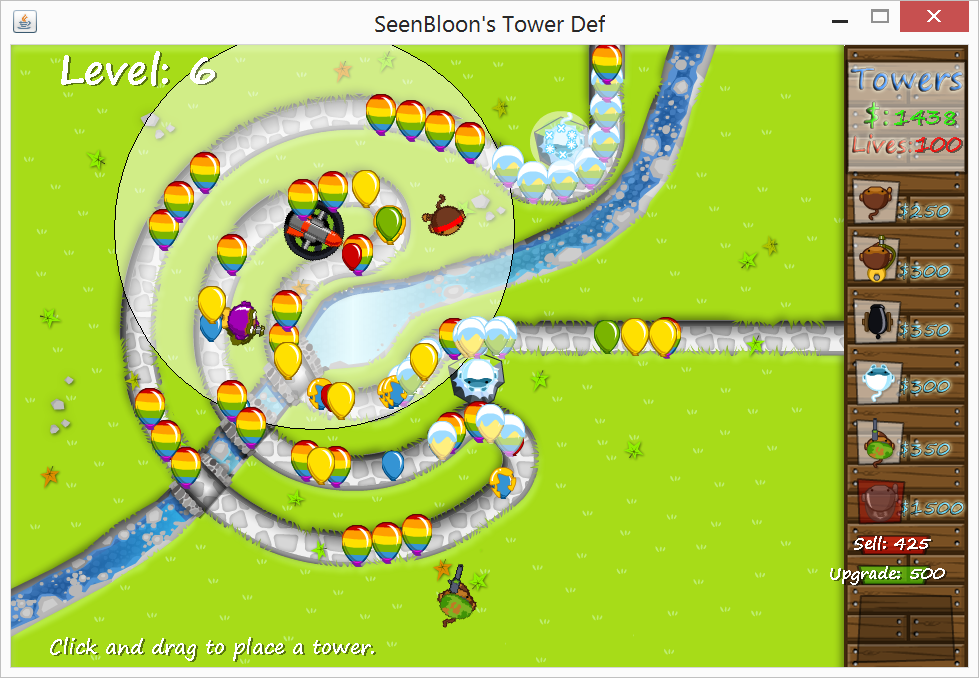 SeenBloon's Tower Def
Level: 6
Towers
$: 1438
Lives: 100
$250
$300
$350
$300
$350
$1500
Sell: 425
Upgrade: 500
Click and drag to place a tower.